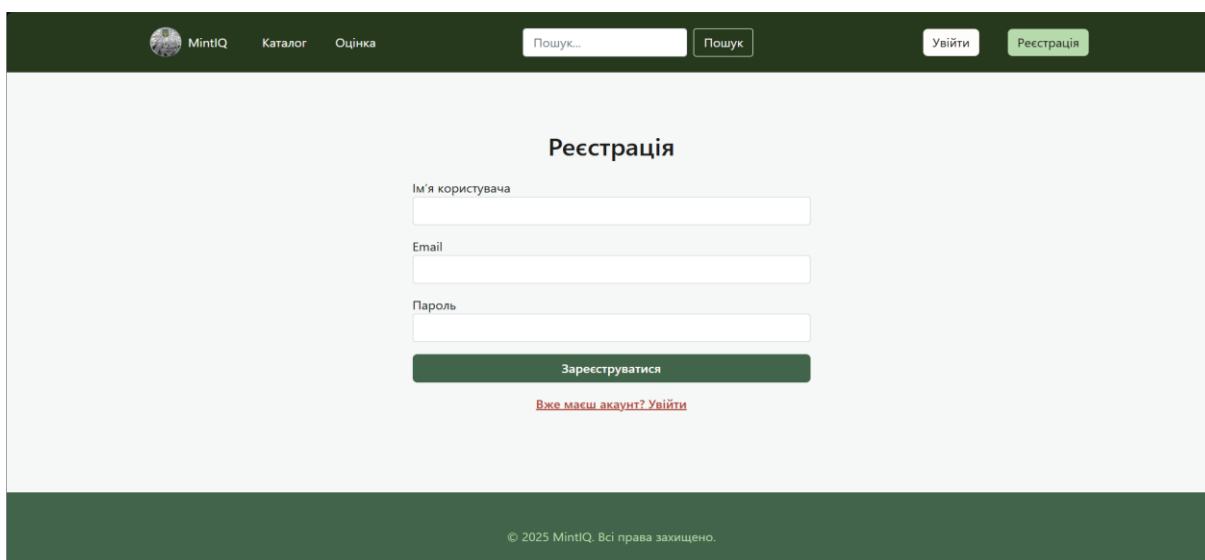 MintIQ Каталог Оцінка Пошук... Пошук Увійти Реєстрація
Реєстрація
Ім'я користувача
Email
Пароль
Зареєструватися
Вже маєш акаунт? Увійти
© 2025 MintIQ. Всі права захищено.